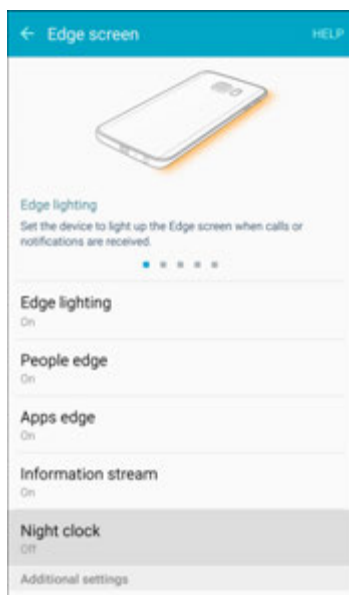 Edge screen HELP
Edge lighting
Set the device to light up the Edge screen when calls or
notifications are received.
Edge lighting
On
People edge
On
Apps edge
On
Information stream
On
Night clock
Off
Additional settings